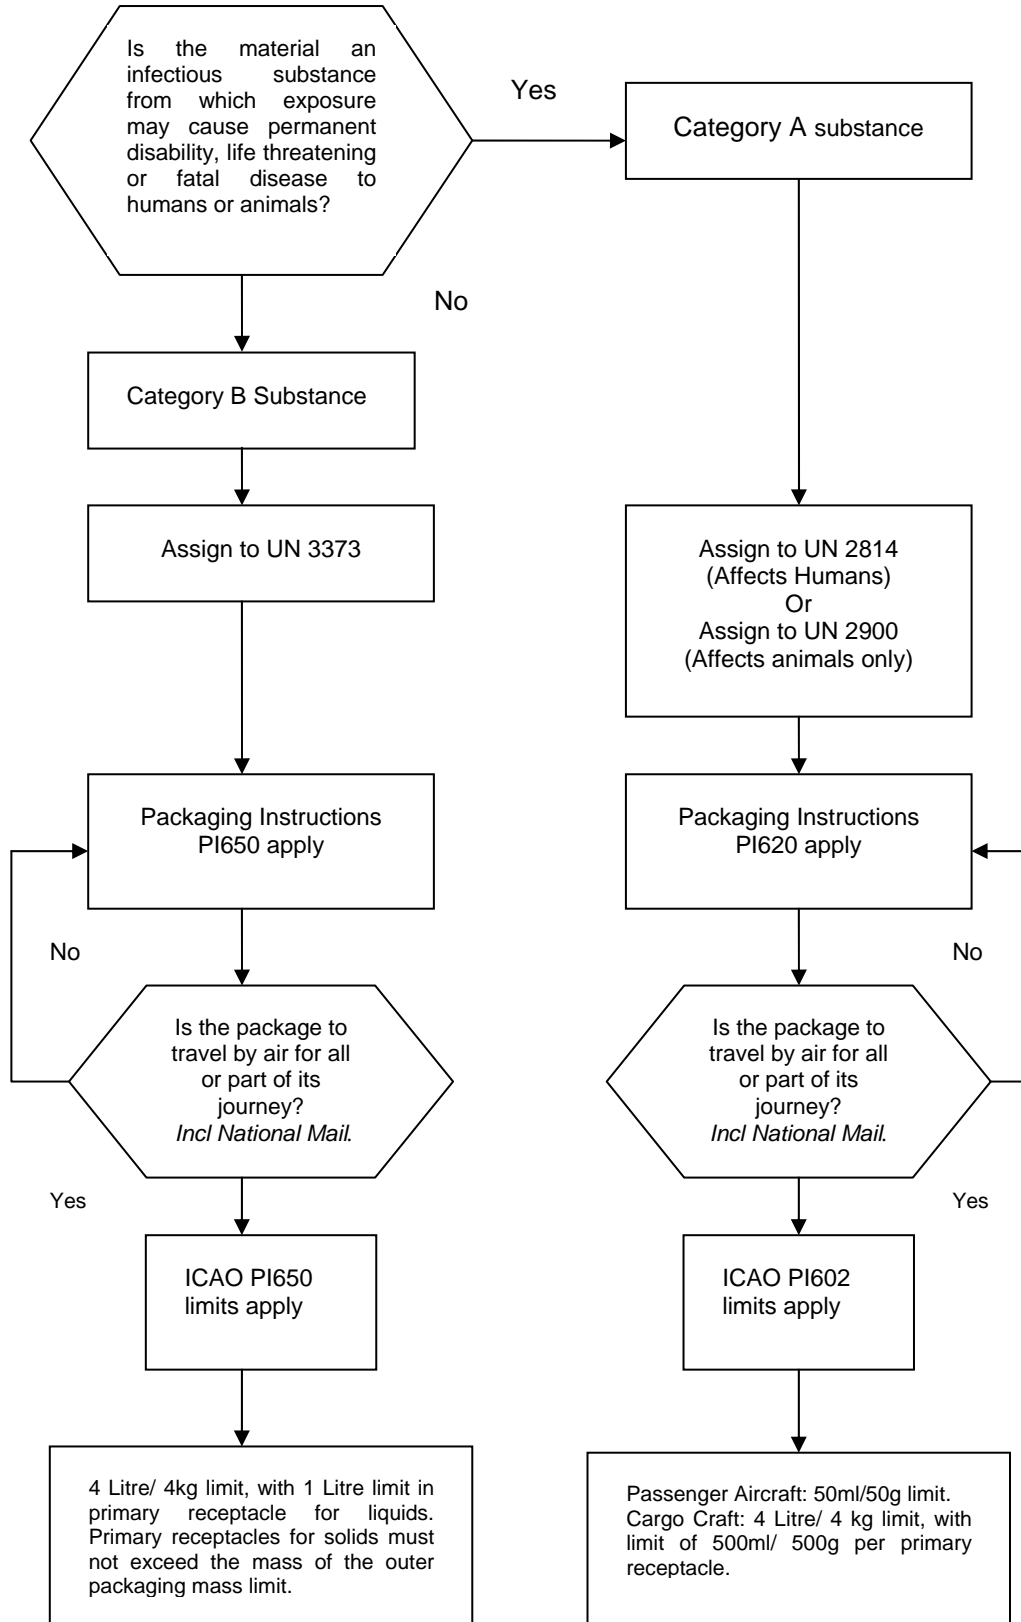 Is the material an
infectious substance
from which exposure
may cause permanent
disability, life threatening
or fatal disease to
humans or animals?
Yes
Category A substance
No
Category B Substance
Assign to UN 3373
Assign to UN 2814
(Affects Humans)
Or
Assign to UN 2900
(Affects animals only)
Packaging Instructions
PI650 apply
Packaging Instructions
PI620 apply
No
No
Is the package to
travel by air for all
or part of its
journey?
Incl National Mail.
Is the package to
travel by air for all
or part of its
journey?
Incl National Mail.
Yes
Yes
ICAO PI650
limits apply
ICAO PI602
limits apply
4 Litre/ 4kg limit, with 1 Litre limit in
primary receptacle for liquids.
Primary receptacles for solids must
not exceed the mass of the outer
packaging mass limit.
Passenger Aircraft: 50ml/50g limit.
Cargo Craft: 4 Litre/ 4 kg limit, with
limit of 500ml/ 500g per primary
receptacle.